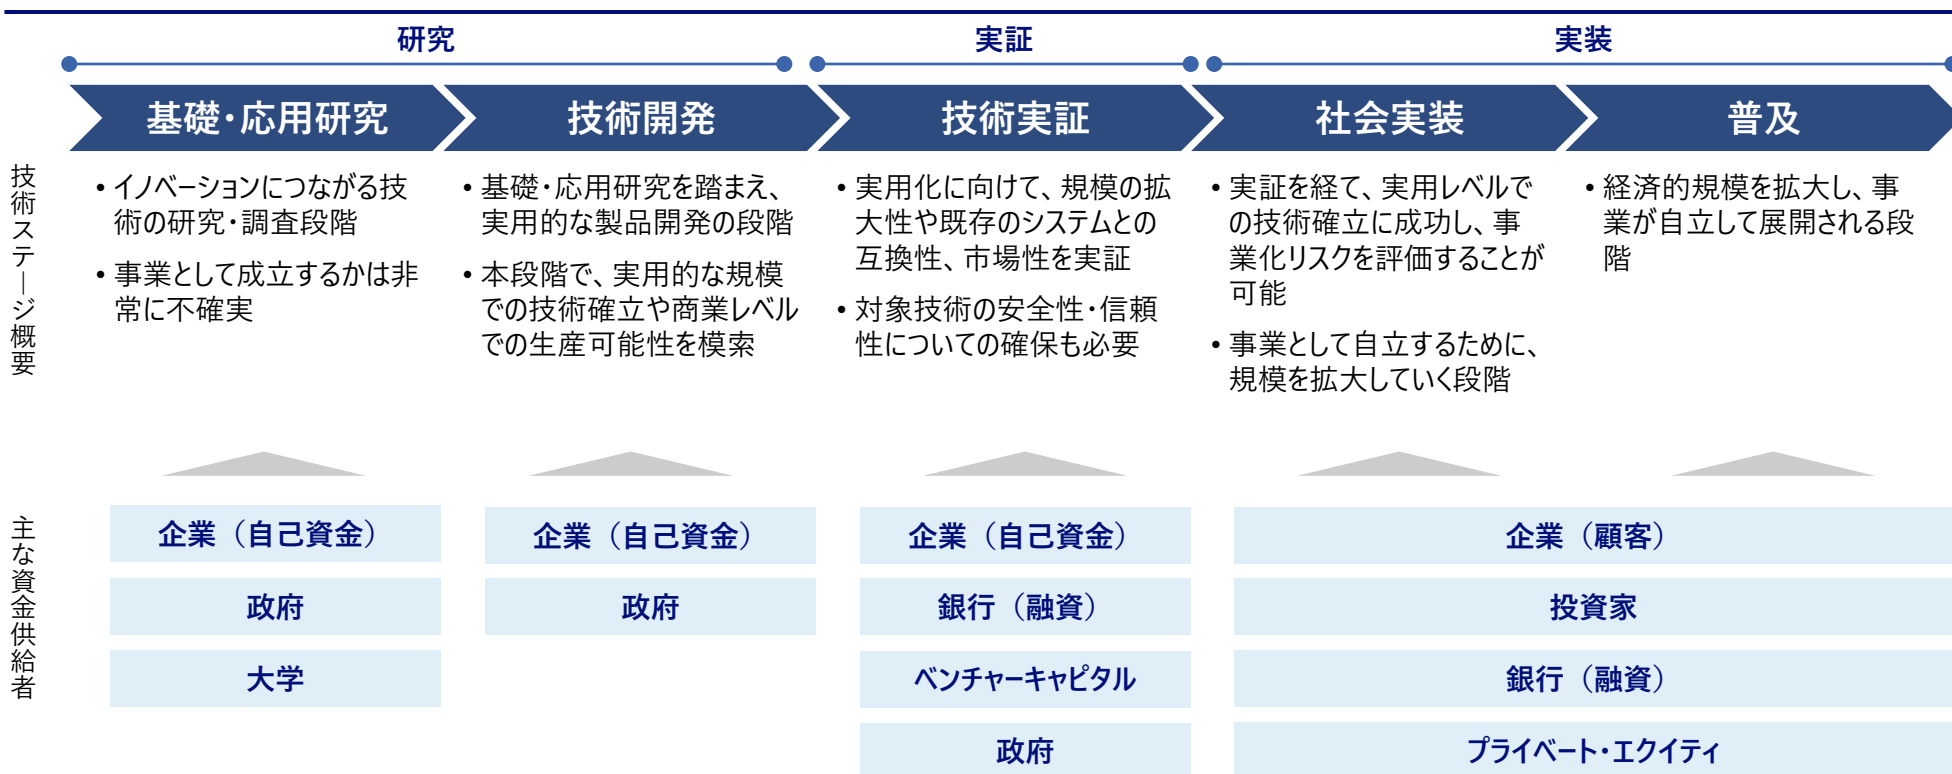 研究
実証
実装
基礎・応用研究
技術開発
技術実証
社会実装
普及
技術ステージ概要
• イノベーションにつながる技
術の研究・調査段階
• 事業として成立するかは非
常に不確実
• 基礎・応用研究を踏まえ、
実用的な製品開発の段階
• 本段階で、実用的な規模
での技術確立や商業レベル
での生産可能性を模索
• 実用化に向けて、規模の拡
大性や既存のシステムとの
互換性、市場性を実証
• 対象技術の安全性・信頼
性についての確保も必要
• 実証を経て、実用レベルで
の技術確立に成功し、事
業化リスクを評価することが
可能
• 事業として自立するために、
規模を拡大していく段階
• 経済的規模を拡大し、事
業が自立して展開される段
階
主な資金供給者
企業（自己資金）
政府
大学
企業（自己資金）
政府
企業（自己資金）
銀行（融資）
ベンチャーキャピタル
政府
企業（顧客）
投資家
銀行（融資）
プライベート・エクイティ